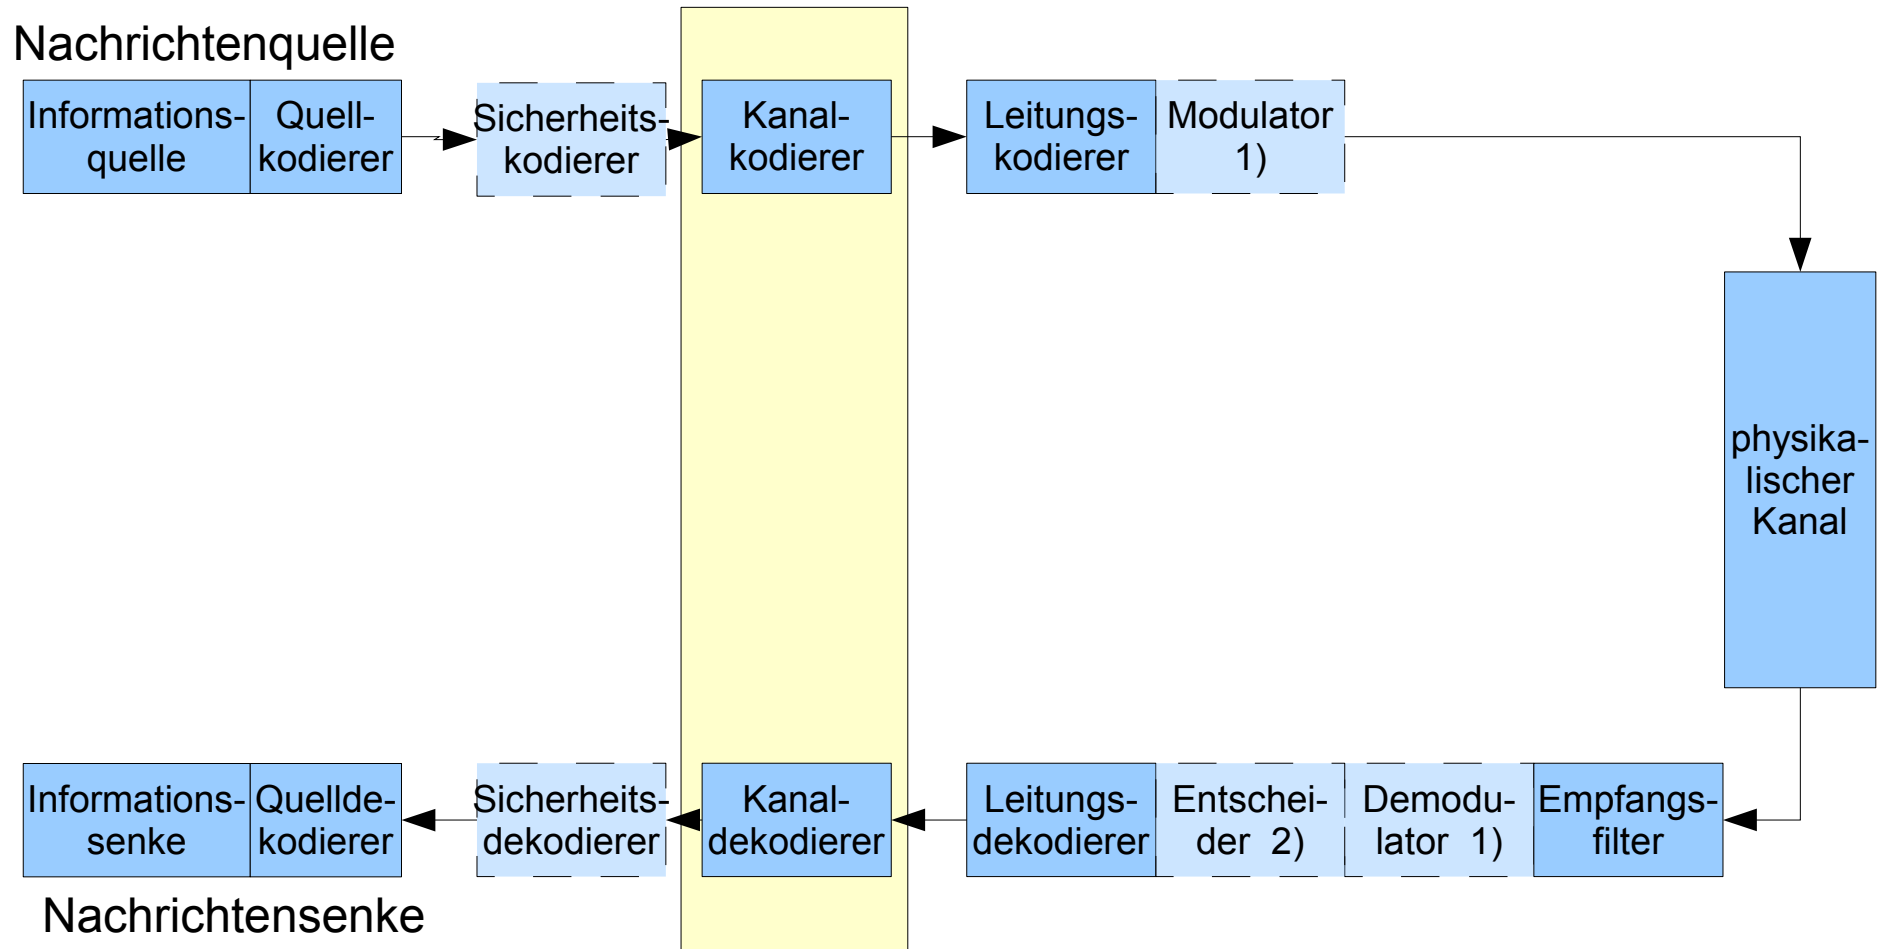 Nachrichtenquelle
Informations-
quelle
Quell-
kodierer
Sicherheits-
kodierer
Kanal-
kodierer
Leitungs-
kodierer
Modulator
1)
physika-
lischer
Kanal
Informations-
senke
Quellde-
kodierer
Sicherheits-
dekodierer
Kanal-
dekodierer
Leitungs-
dekodierer
Entschei-
der 2)
Demodu-
lator 1)
Empfangs-
filter
Nachrichtensenke